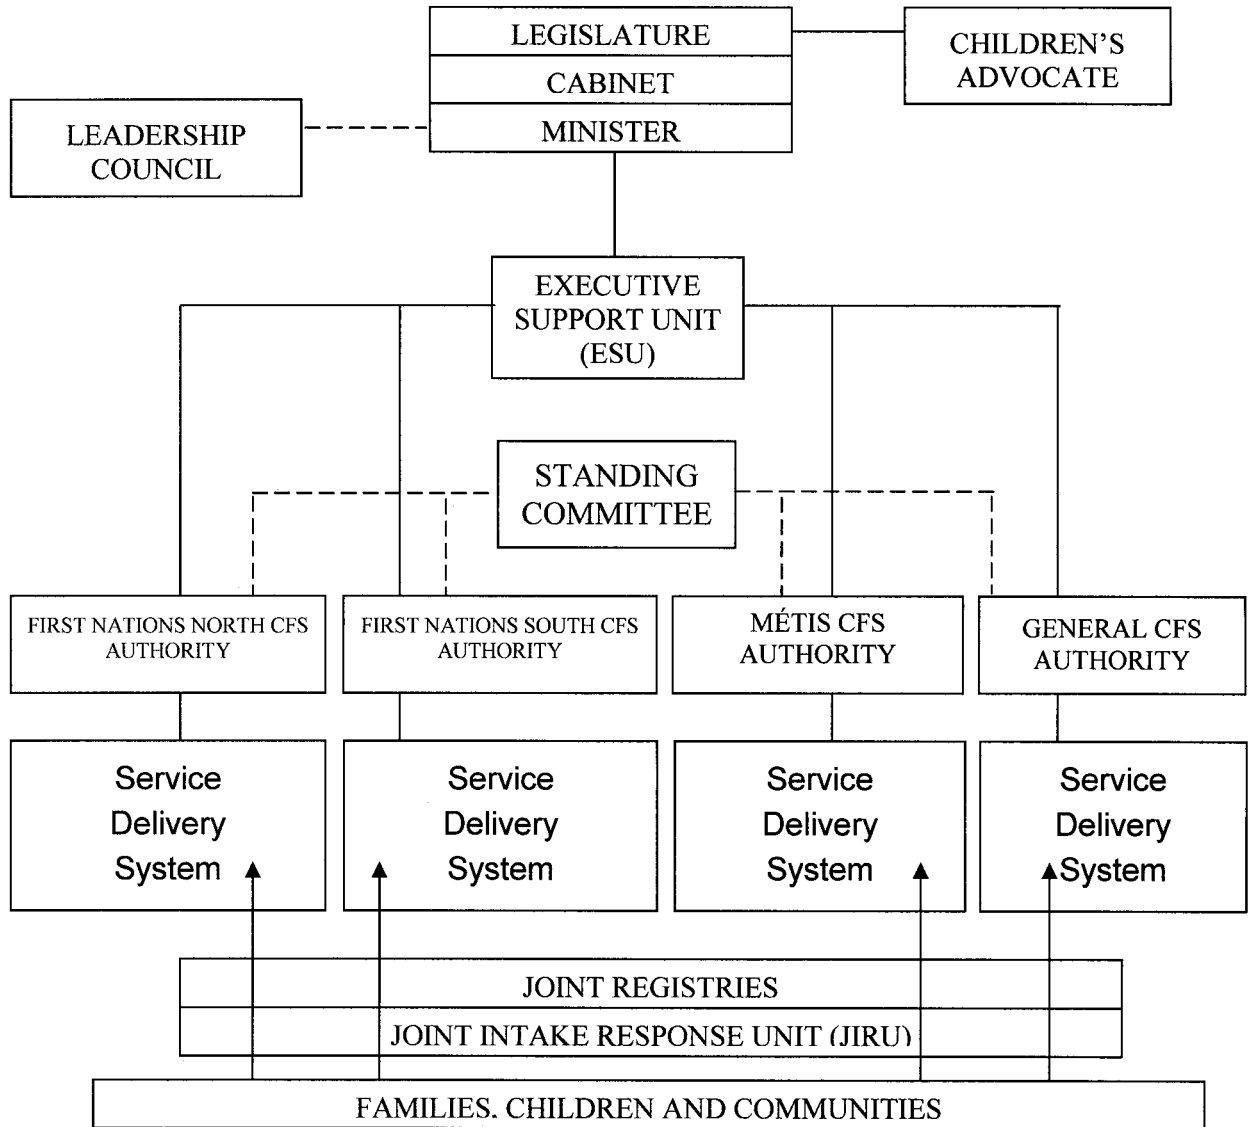 LEGISLATURE
CHILDREN'S
ADVOCATE
CABINET
MINISTER
LEADERSHIP
COUNCIL
EXECUTIVE
SUPPORT UNIT
(ESU)
STANDING
COMMITTEE
FIRST NATIONS NORTH CFS
AUTHORITY
FIRST NATIONS SOUTH CFS
AUTHORITY
MÉTIS CFS
AUTHORITY
GENERAL CFS
AUTHORITY
Service
Delivery
System
Service
Delivery
System
Service
Delivery
System
Service
Delivery
System
JOINT REGISTRIES
JOINT INTAKE RESPONSE UNIT (JIRU)
FAMILIES, CHILDREN AND COMMUNITIES